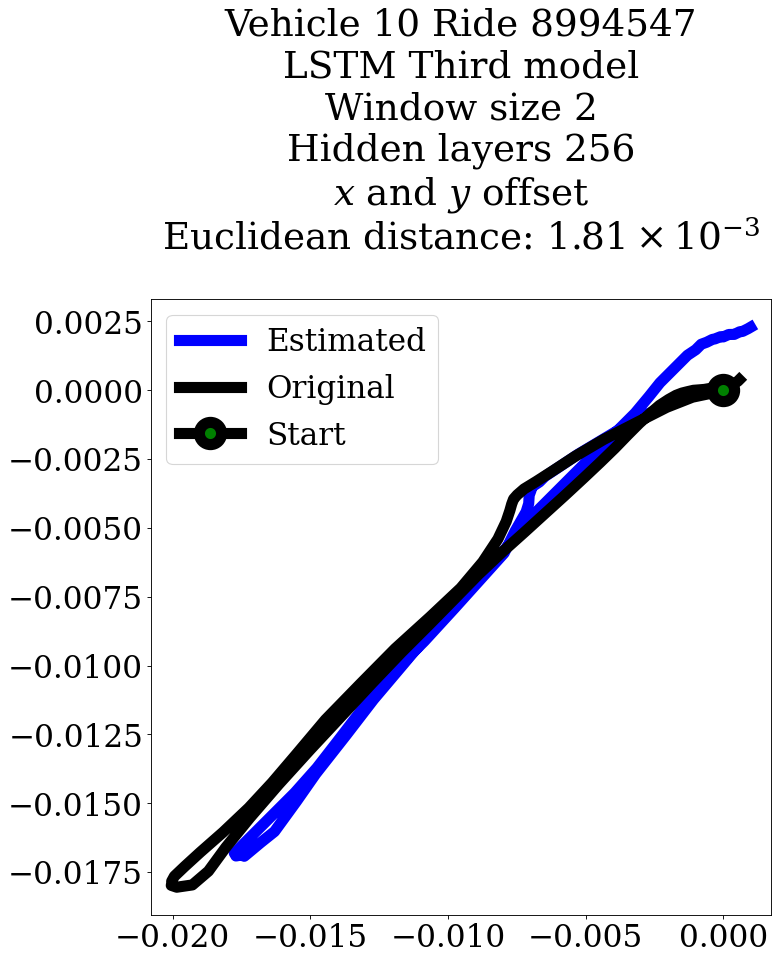 Vehicle 10 Ride 8994547
LSTM Third model
Window size 2
Hidden layers 256
x and y offset
Euclidean distance: 1.81 × 10⁻³
Estimated
Original
Start
0.0025
0.0000
−0.0025
−0.0050
−0.0075
−0.0100
−0.0125
−0.0150
−0.0175
−0.020 −0.015 −0.010 −0.005 0.000